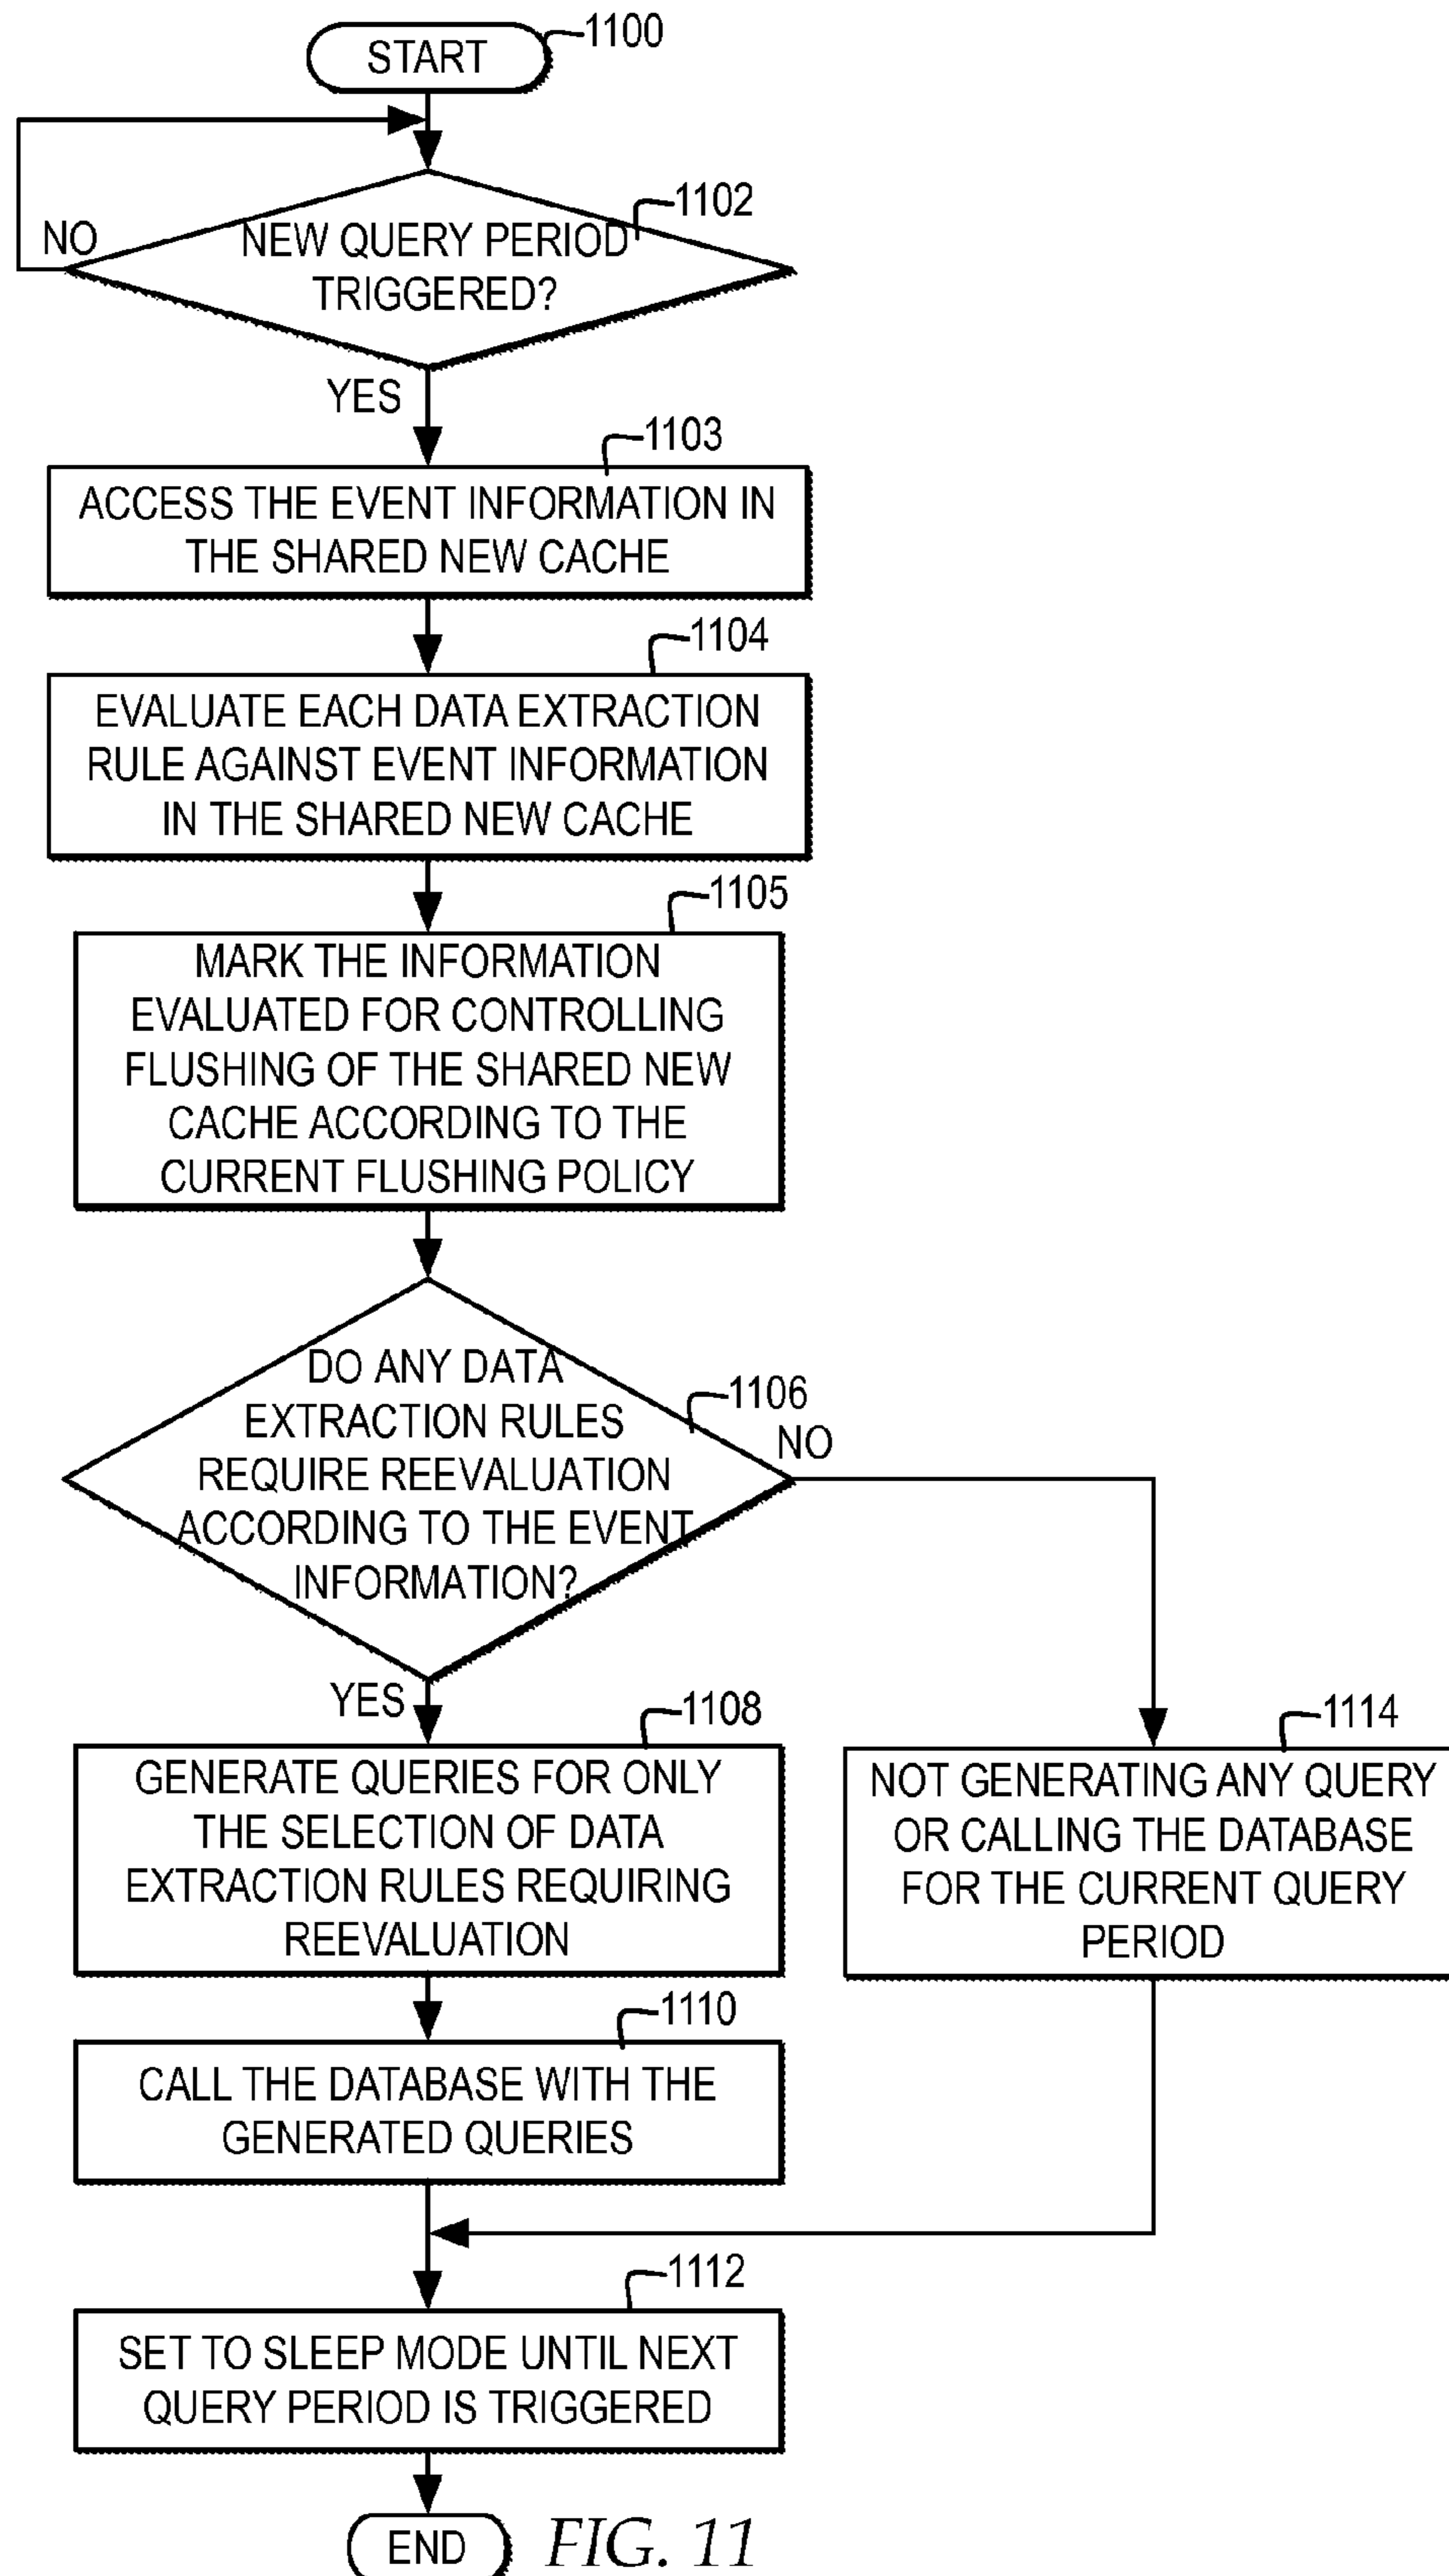 START
1100
NEW QUERY PERIOD
TRIGGERED?
1102
NO
YES
1103
ACCESS THE EVENT INFORMATION IN
THE SHARED NEW CACHE
1104
EVALUATE EACH DATA EXTRACTION
RULE AGAINST EVENT INFORMATION
IN THE SHARED NEW CACHE
1105
MARK THE INFORMATION
EVALUATED FOR CONTROLLING
FLUSHING OF THE SHARED NEW
CACHE ACCORDING TO THE
CURRENT FLUSHING POLICY
DO ANY DATA
EXTRACTION RULES
REQUIRE REEVALUATION
ACCORDING TO THE EVENT
INFORMATION?
1106
NO
YES
1108
GENERATE QUERIES FOR ONLY
THE SELECTION OF DATA
EXTRACTION RULES REQUIRING
REEVALUATION
1114
NOT GENERATING ANY QUERY
OR CALLING THE DATABASE
FOR THE CURRENT QUERY
PERIOD
1110
CALL THE DATABASE WITH THE
GENERATED QUERIES
1112
SET TO SLEEP MODE UNTIL NEXT
QUERY PERIOD IS TRIGGERED
END
FIG. 11